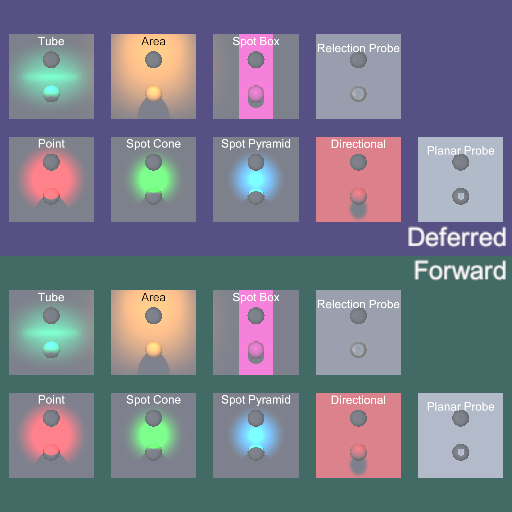 Tube Area Spot Box Relection Probe
Point Spot Cone Spot Pyramid Directional Planar Probe
Deferred
Forward
Tube Area Spot Box Relection Probe
Point Spot Cone Spot Pyramid Directional Planar Probe